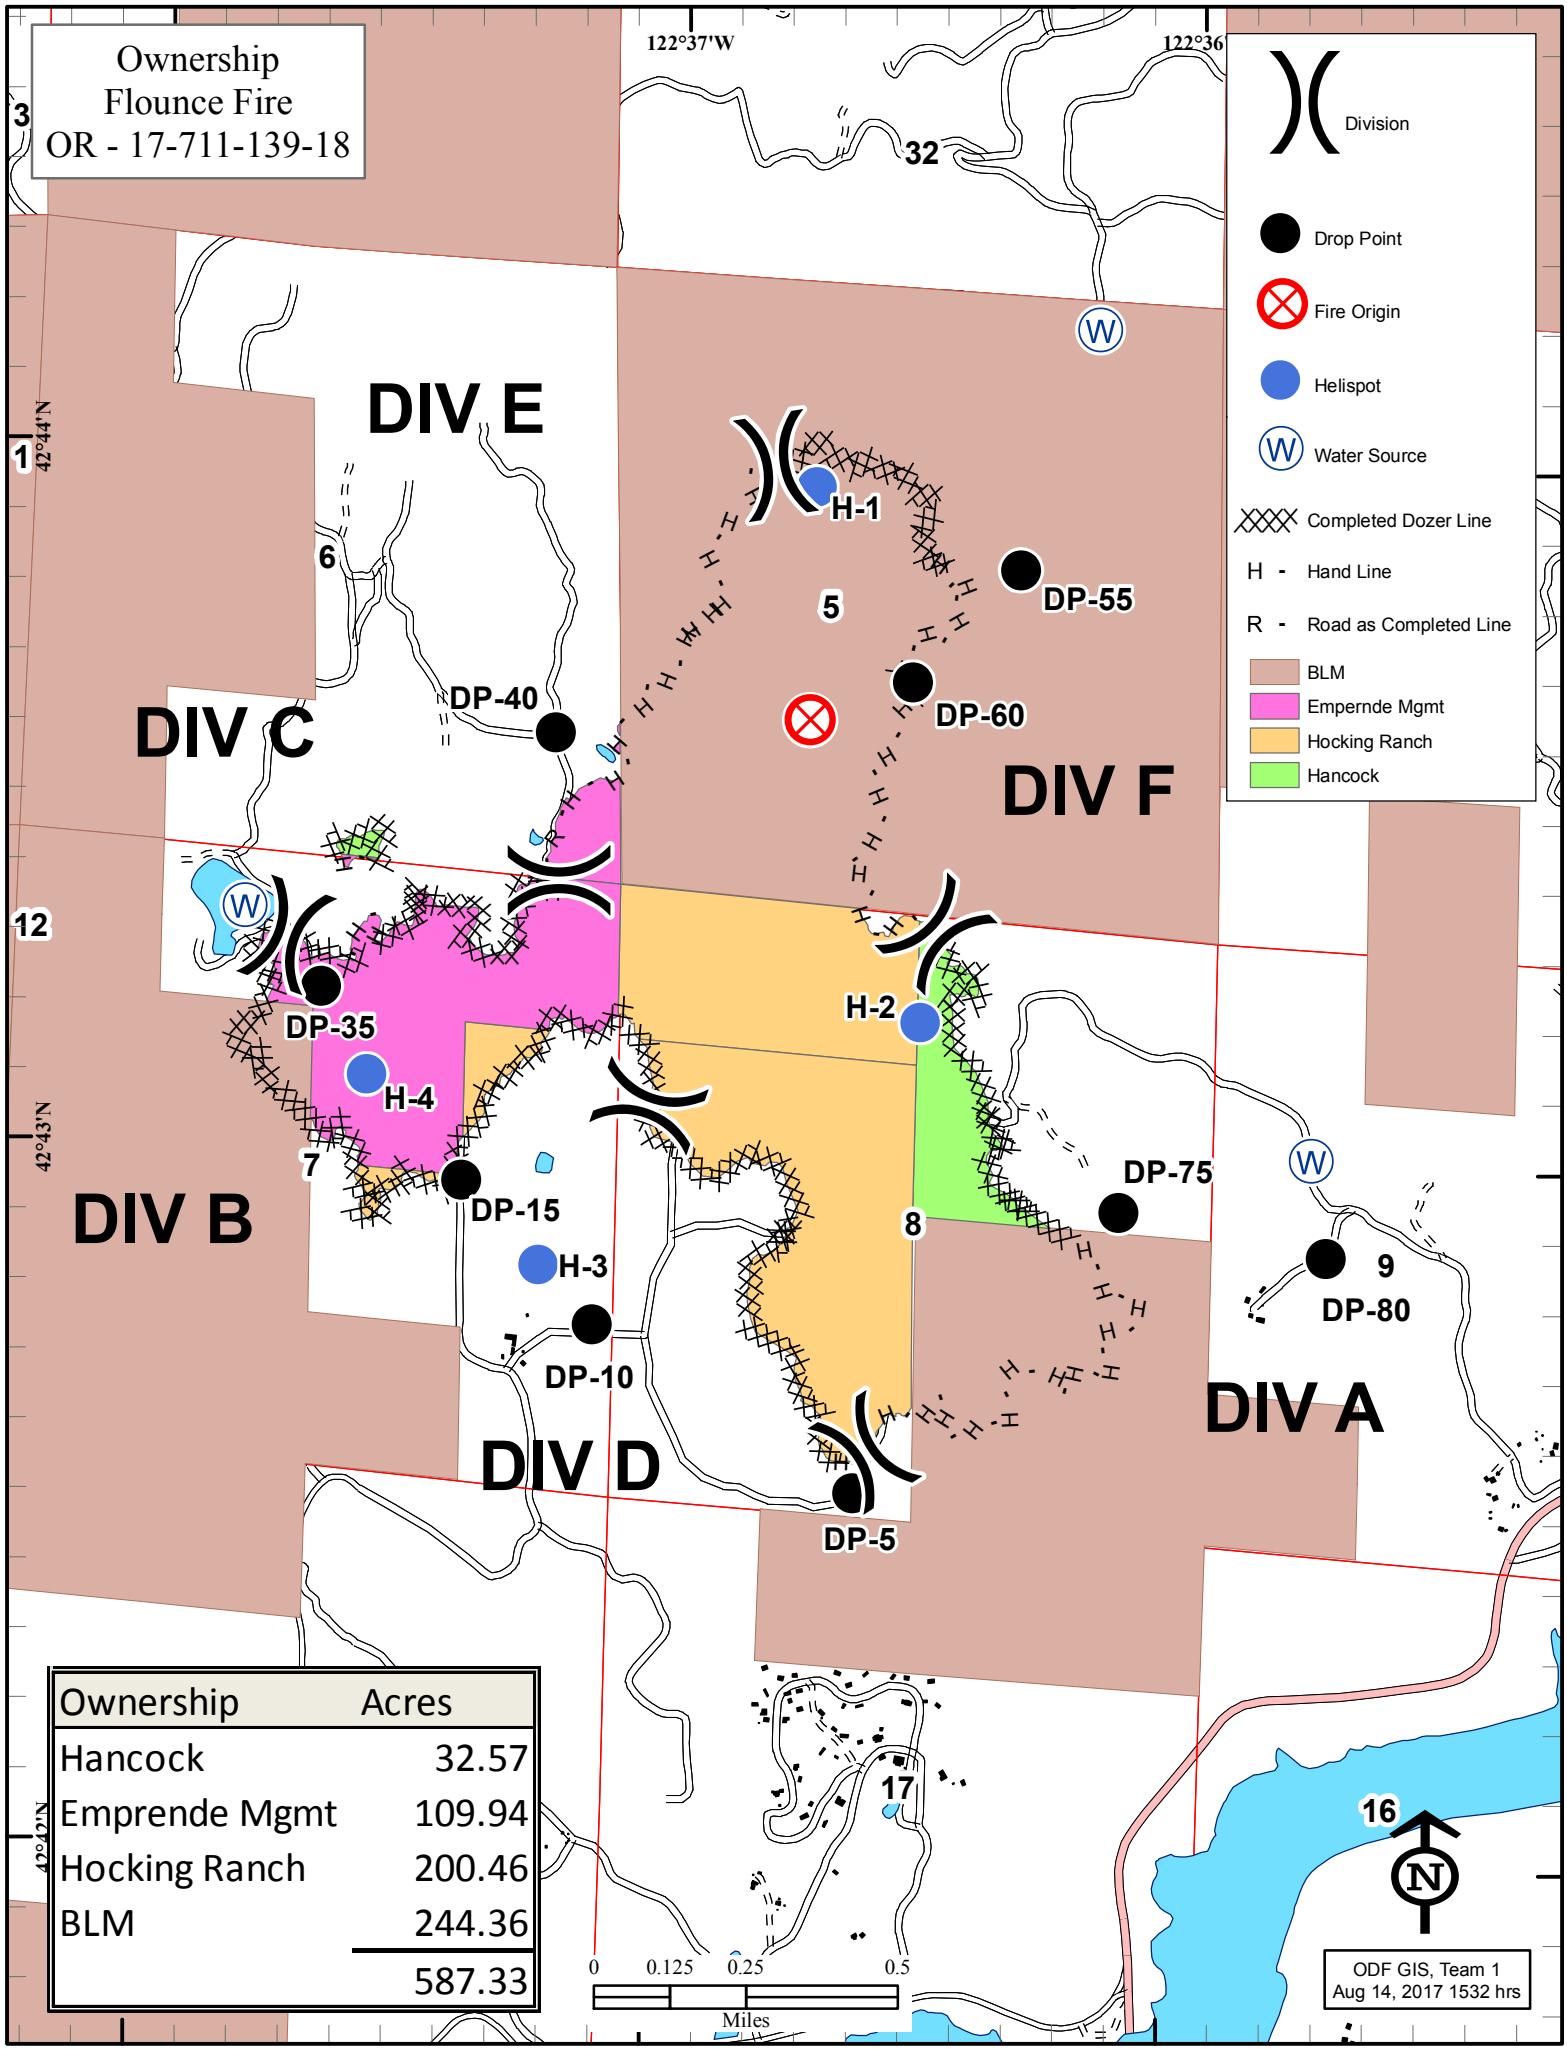 Ownership
Flounce Fire
OR - 17-711-139-18
122°37'W
122°36'
Division
Drop Point
Fire Origin
Helispot
W
Water Source
Completed Dozer Line
H - Hand Line
R - Road as Completed Line
BLM
Empernde Mgmt
Hocking Ranch
Hancock
3
32
W
DIV E
42°44'N
1
H-1
6
5
DP-55
DP-40
DP-60
DIV C
DIV F
W
12
H-2
DP-35
H-4
42°43'N
7
DP-15
DIV B
8
DP-75
W
H-3
9
DP-80
DP-10
DIV A
DIV D
DP-5
Ownership Acres
Hancock 32.57
Emprende Mgmt 109.94
Hocking Ranch 200.46
BLM 244.36
587.33
42°42'N
17
16
N
0 0.125 0.25 0.5
Miles
ODF GIS, Team 1
Aug 14, 2017 1532 hrs